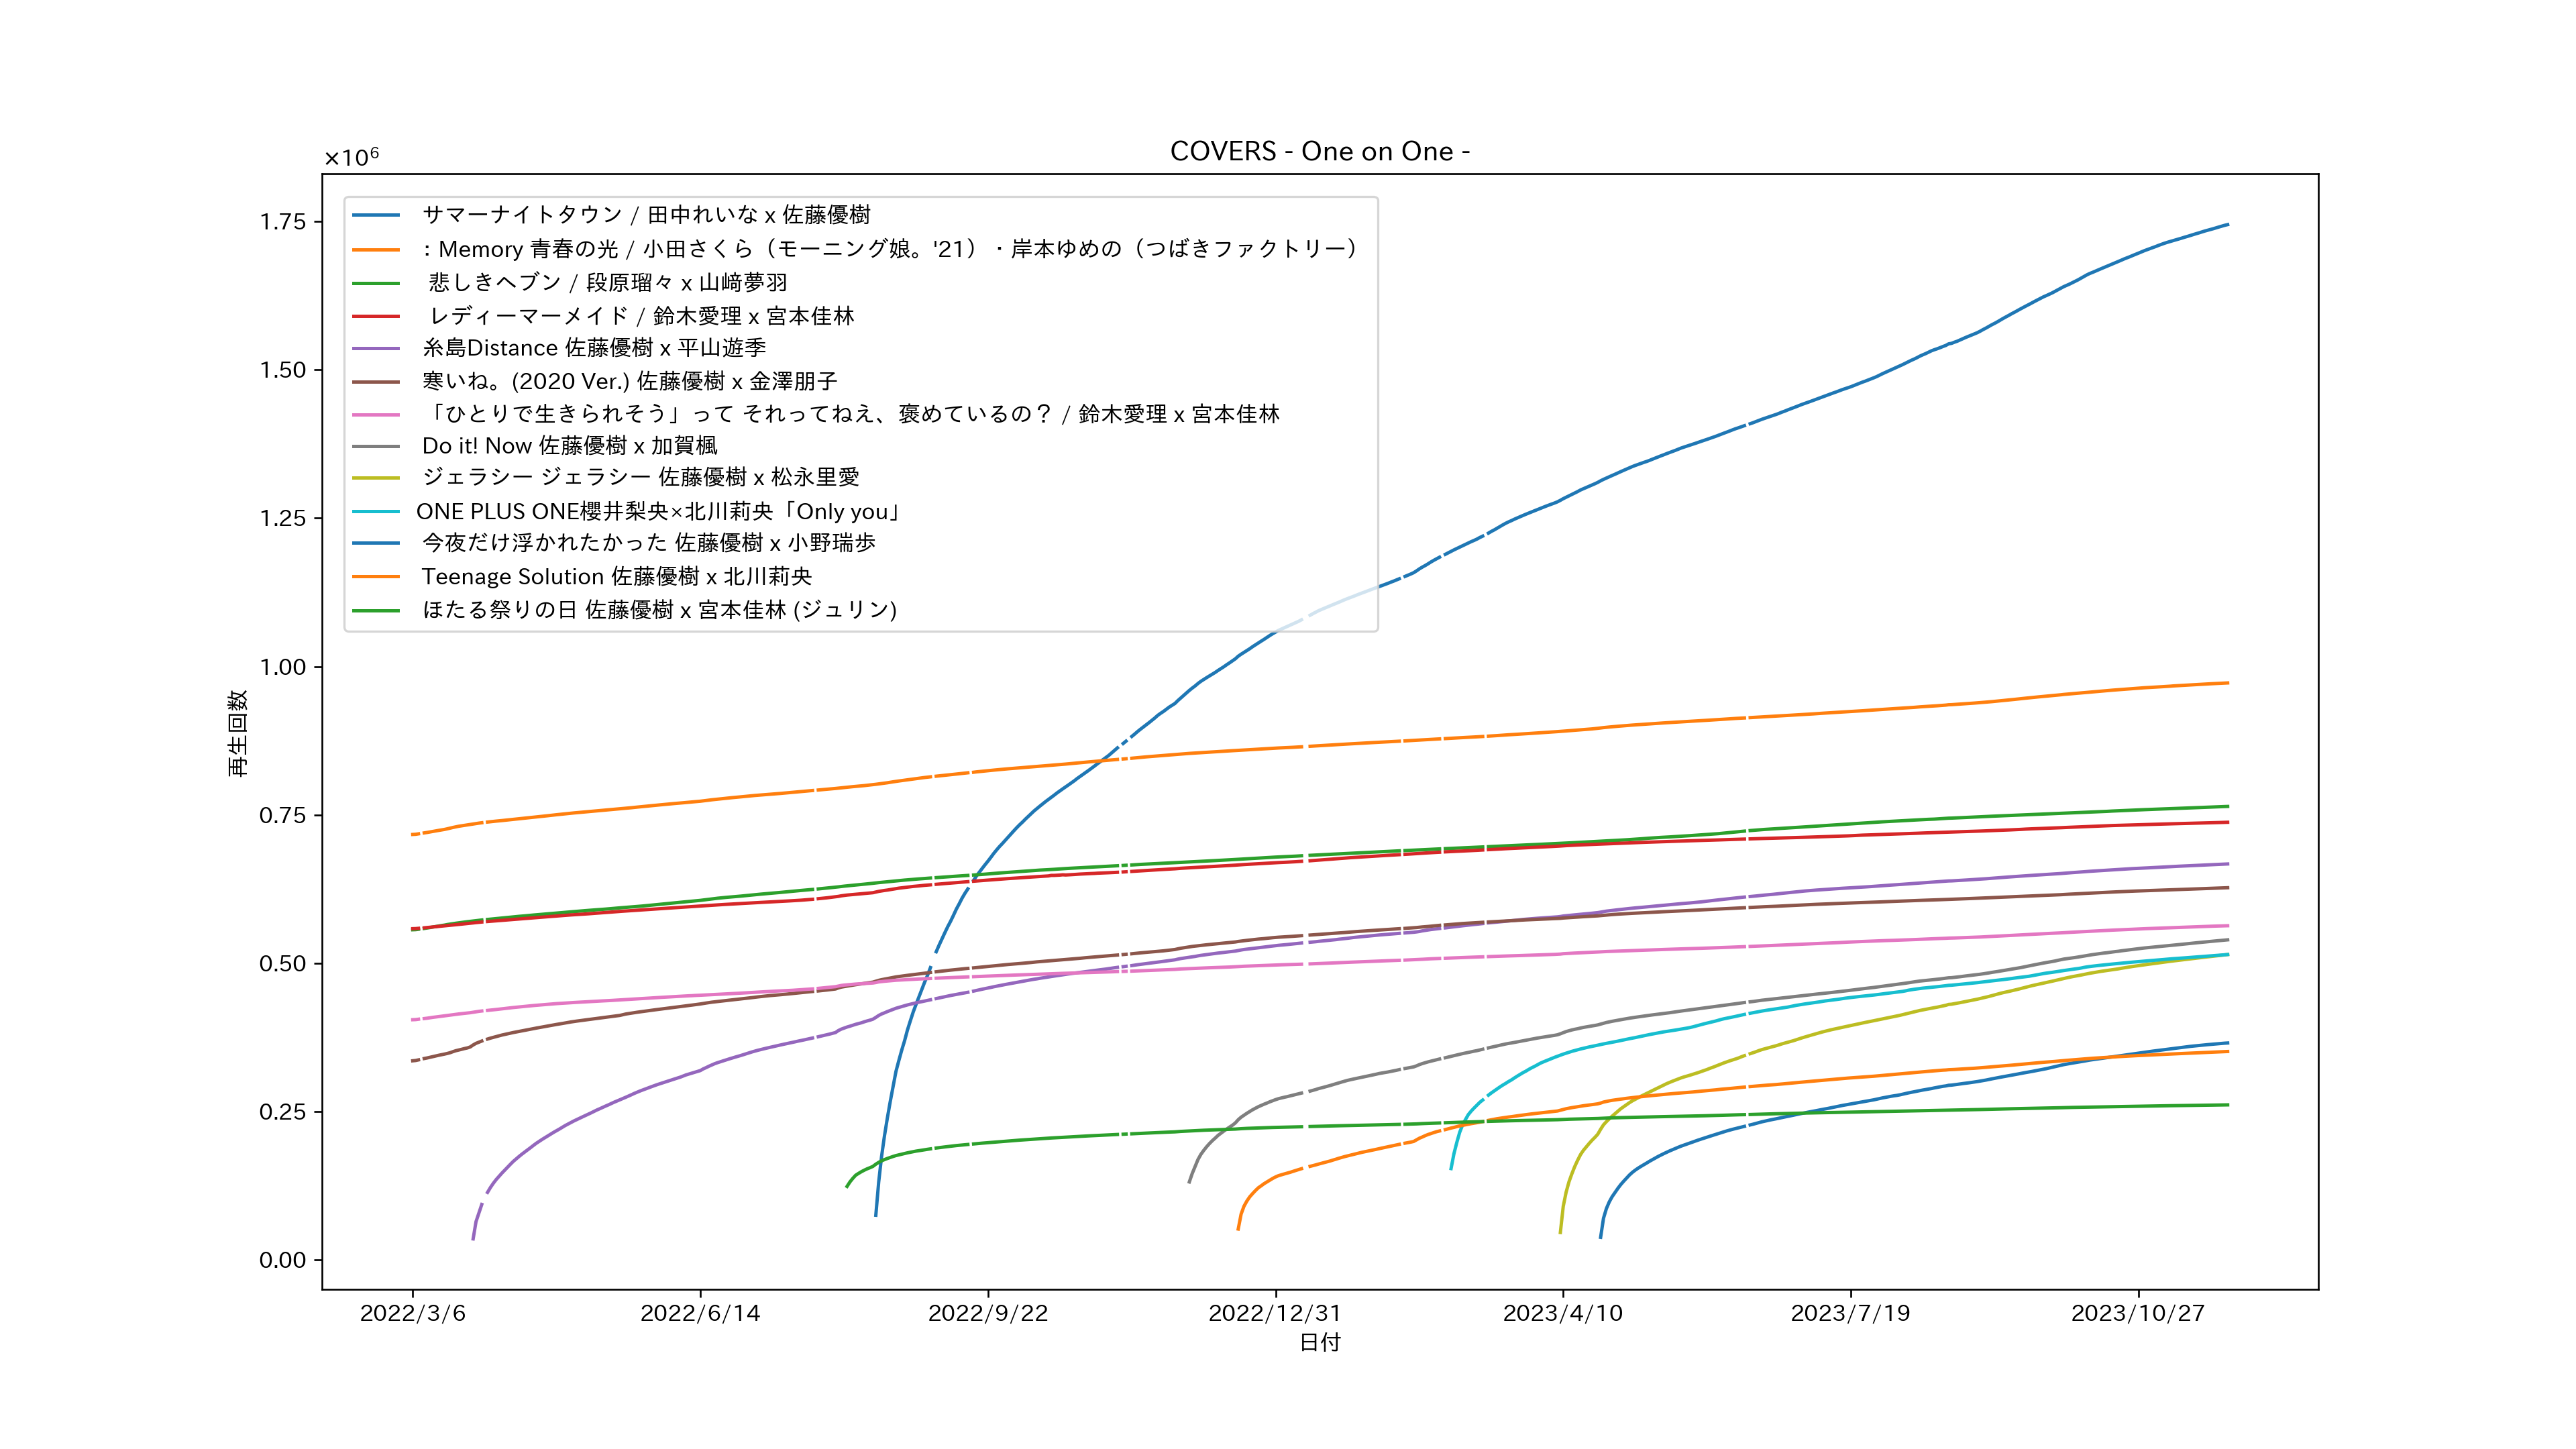 COVERS - One on One -
×10⁶
1.75
1.50
1.25
1.00
0.75
0.50
0.25
0.00
再生回数
サマーナイトタウン / 田中れいな x 佐藤優樹
: Memory 青春の光 / 小田さくら（モーニング娘。'21）・岸本ゆめの（つばきファクトリー）
悲しきヘブン / 段原瑠々 x 山﨑夢羽
レディーマーメイド / 鈴木愛理 x 宮本佳林
糸島Distance 佐藤優樹 x 平山遊季
寒いね。(2020 Ver.) 佐藤優樹 x 金澤朋子
「ひとりで生きられそう」って それってねえ、褒めているの？ / 鈴木愛理 x 宮本佳林
Do it! Now 佐藤優樹 x 加賀楓
ジェラシー ジェラシー 佐藤優樹 x 松永里愛
ONE PLUS ONE櫻井梨央×北川莉央「Only you」
今夜だけ浮かれたかった 佐藤優樹 x 小野瑞歩
Teenage Solution 佐藤優樹 x 北川莉央
ほたる祭りの日 佐藤優樹 x 宮本佳林 (ジュリン)
2022/3/6
2022/6/14
2022/9/22
2022/12/31
2023/4/10
2023/7/19
2023/10/27
日付